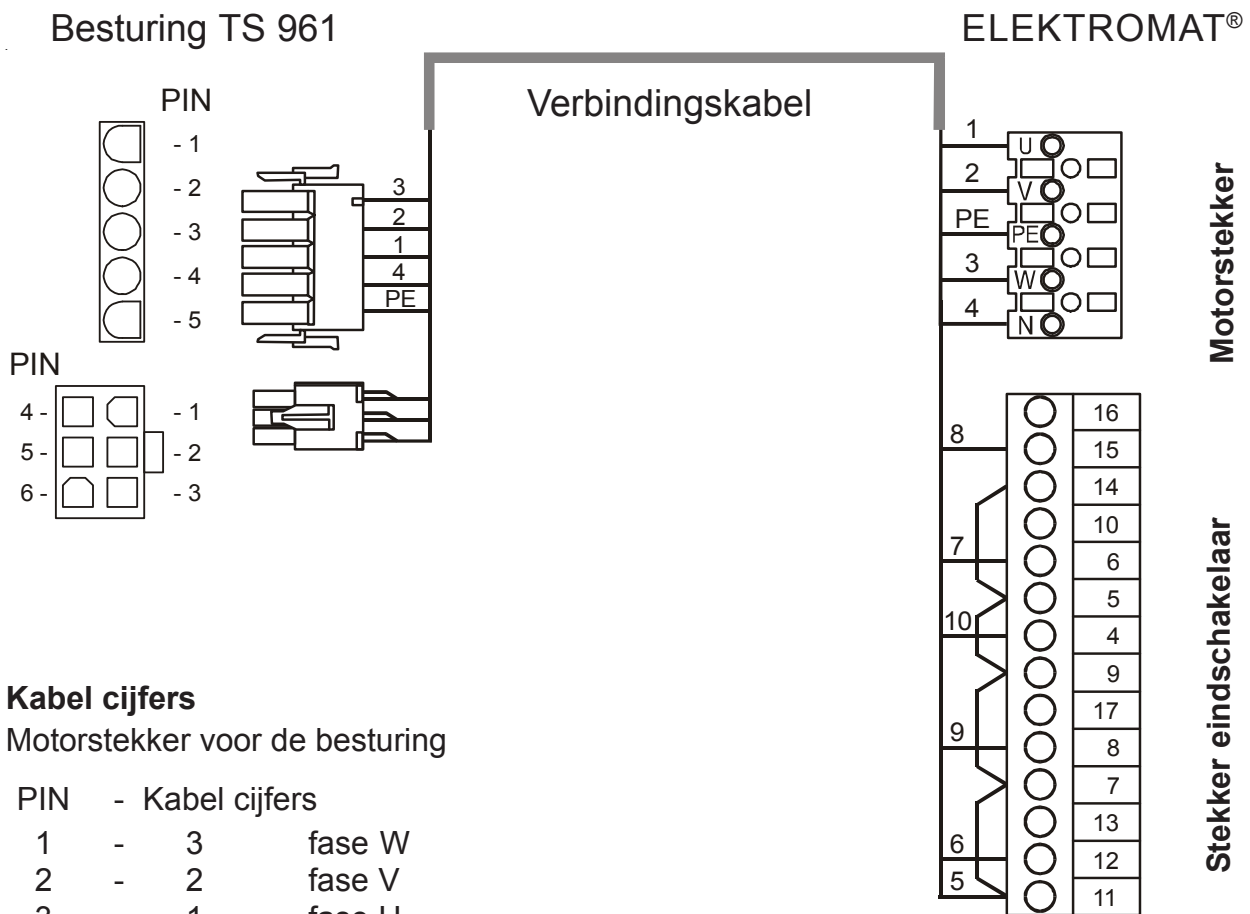 Besturing TS 961
ELEKTROMAT®
Verbindingskabel
PIN
- 1
- 2
- 3
- 4
- 5
3
2
1
4
PE
PIN
4 -
5 -
6 -
- 1
- 2
- 3
1
2
PE
3
4
U
V
PE
W
N
Motorstekker
8
7
10
9
6
5
16
15
14
10
6
5
4
9
17
8
7
13
12
11
Stekker eindschakelaar
Kabel cijfers
Motorstekker voor de besturing
PIN - Kabel cijfers
1 - 3 fase W
2 - 2 fase V
3 - 1 fase U